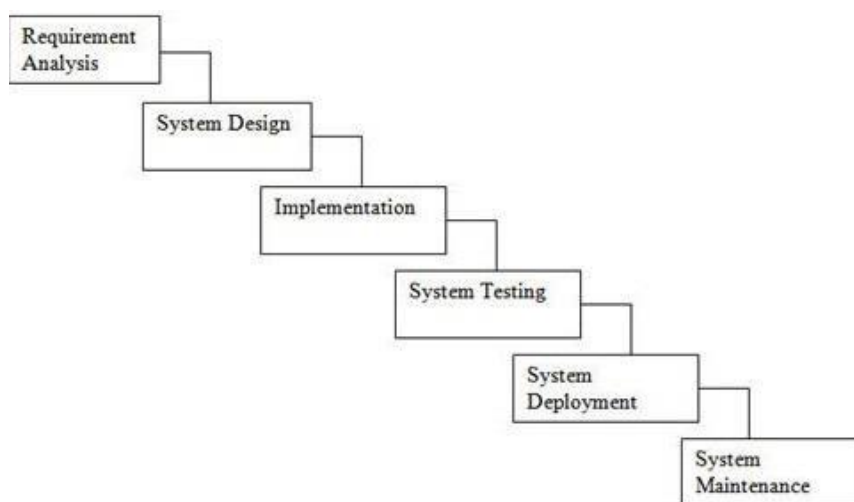 Requirement
Analysis
System Design
Implementation
System Testing
System
Deployment
System
Maintenance